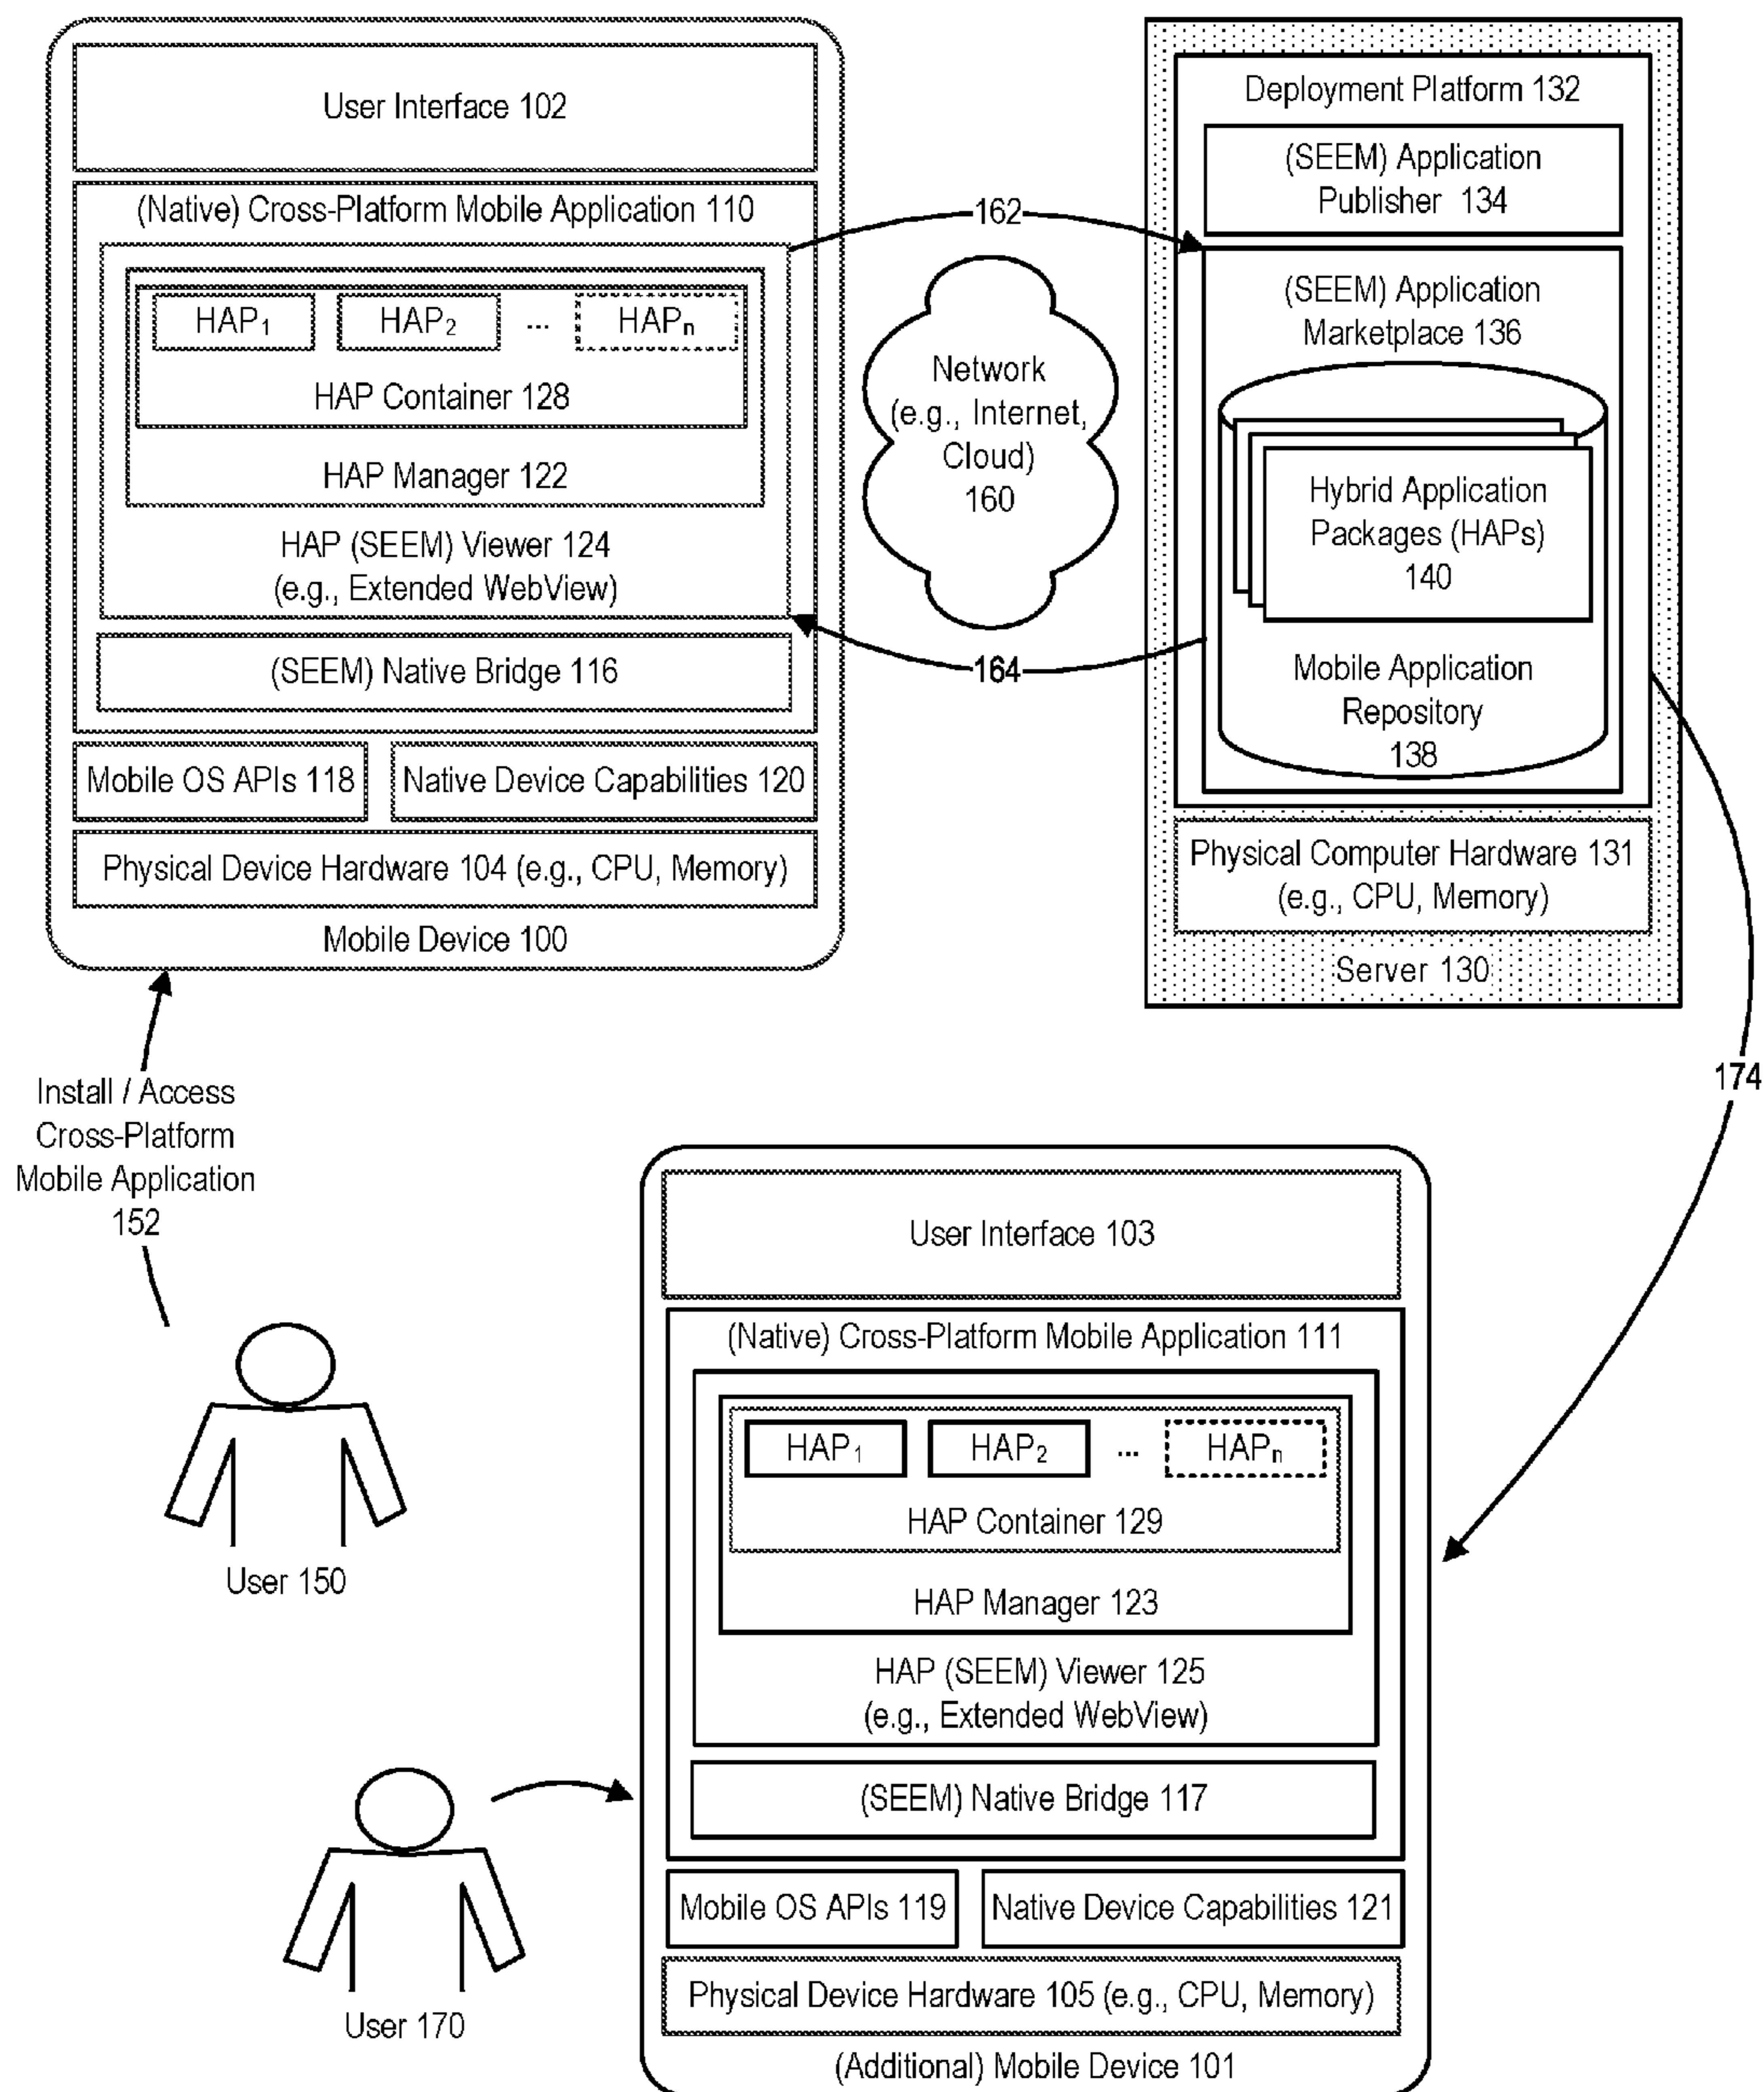 User Interface 102
(Native) Cross-Platform Mobile Application 110
HAP1 HAP2 ... HAPn
HAP Container 128
HAP Manager 122
HAP (SEEM) Viewer 124
(e.g., Extended WebView)
(SEEM) Native Bridge 116
Mobile OS APIs 118
Native Device Capabilities 120
Physical Device Hardware 104 (e.g., CPU, Memory)
Mobile Device 100
162
Network
(e.g., Internet,
Cloud)
160
164
Deployment Platform 132
(SEEM) Application
Publisher 134
(SEEM) Application
Marketplace 136
Hybrid Application
Packages (HAPs)
140
Mobile Application
Repository
138
Physical Computer Hardware 131
(e.g., CPU, Memory)
Server 130
174
Install / Access
Cross-Platform
Mobile Application
152
User 150
User Interface 103
(Native) Cross-Platform Mobile Application 111
HAP1 HAP2 ... HAPn
HAP Container 129
HAP Manager 123
HAP (SEEM) Viewer 125
(e.g., Extended WebView)
(SEEM) Native Bridge 117
Mobile OS APIs 119
Native Device Capabilities 121
Physical Device Hardware 105 (e.g., CPU, Memory)
(Additional) Mobile Device 101
User 170